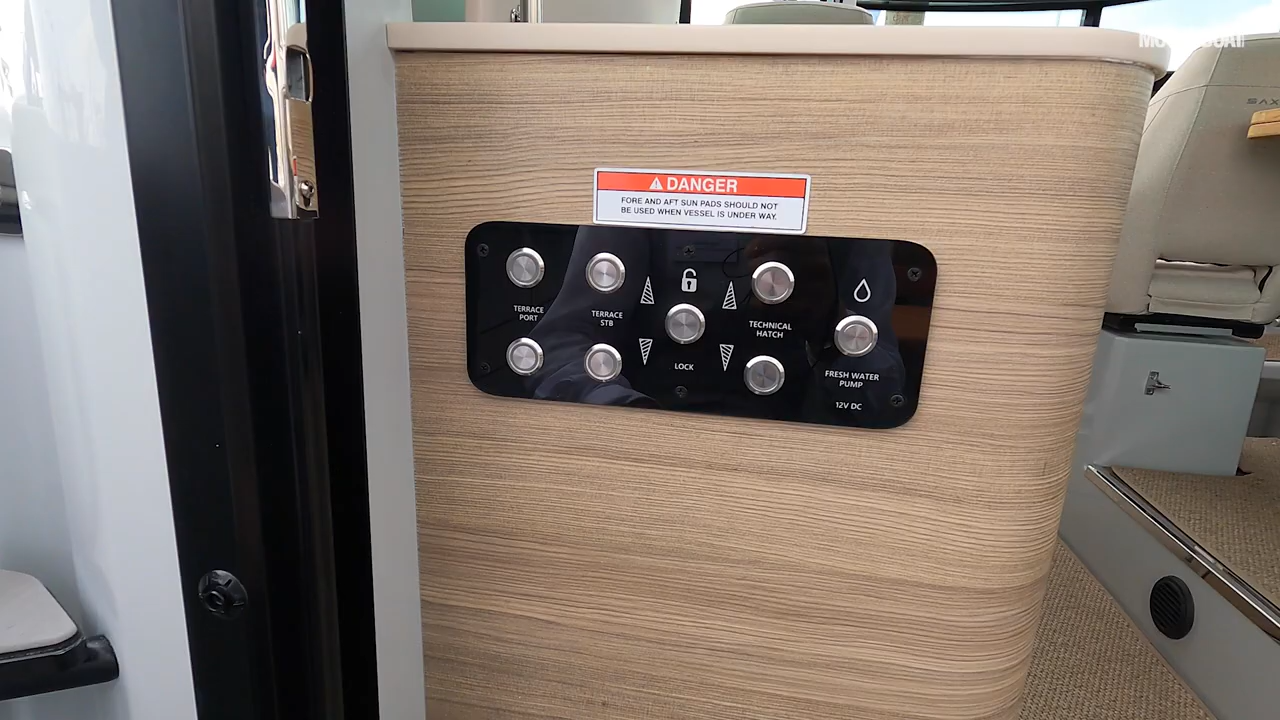 DANGER
FORE AND AFT SUN PADS SHOULD NOT
BE USED WHEN VESSEL IS UNDER WAY.
TERRACE
PORT
TERRACE
STB
LOCK
TECHNICAL
HATCH
FRESH WATER
PUMP
12V DC